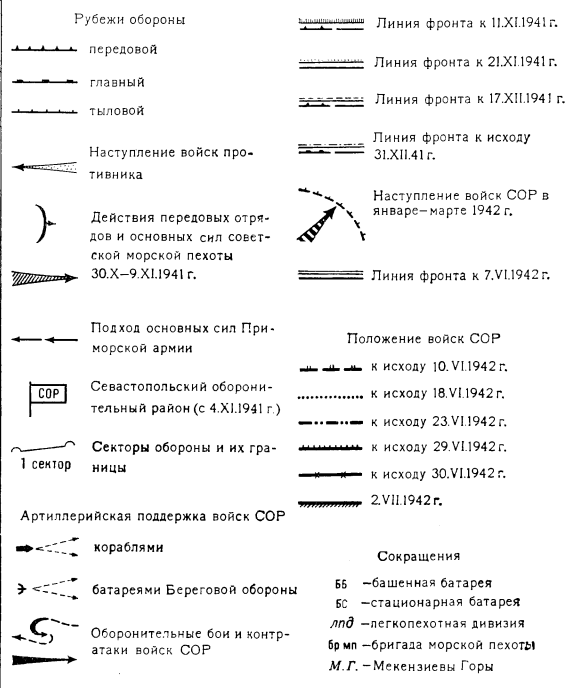 Рубежи обороны
передовой
главный
тыловой
Наступление войск про-
тивника
Действия передовых отря-
дов и основных сил совет-
ской морской пехоты
30.X–9.XI.1941 г.
Подход основных сил При-
морской армии
СОР
Севастопольский оборони-
тельный район (с 4.XI.1941 г.)
1 сектор
Секторы обороны и их гра-
ницы
Артиллерийская поддержка войск СОР
кораблями
батареями Береговой обороны
Оборонительные бои и контр-
атаки войск СОР
Линия фронта к 11.XI.1941 г.
Линия фронта к 21.XI.1941 г.
Линия фронта к 17.XII.1941 г.
Линия фронта к исходу
31.XII.41 г.
Наступление войск СОР в
январе–марте 1942 г.
Линия фронта к 7.VI.1942 г.
Положение войск СОР
к исходу 10.VI.1942 г.
к исходу 18.VI.1942 г.
к исходу 23.VI.1942 г.
к исходу 29.VI.1942 г.
к исходу 30.VI.1942 г.
2.VII.1942 г.
Сокращения
ББ –башенная батарея
БС –стационарная батарея
лпд –легкопехотная дивизия
бр мп –бригада морской пехоты
М.Г. –Мекензиевы Горы